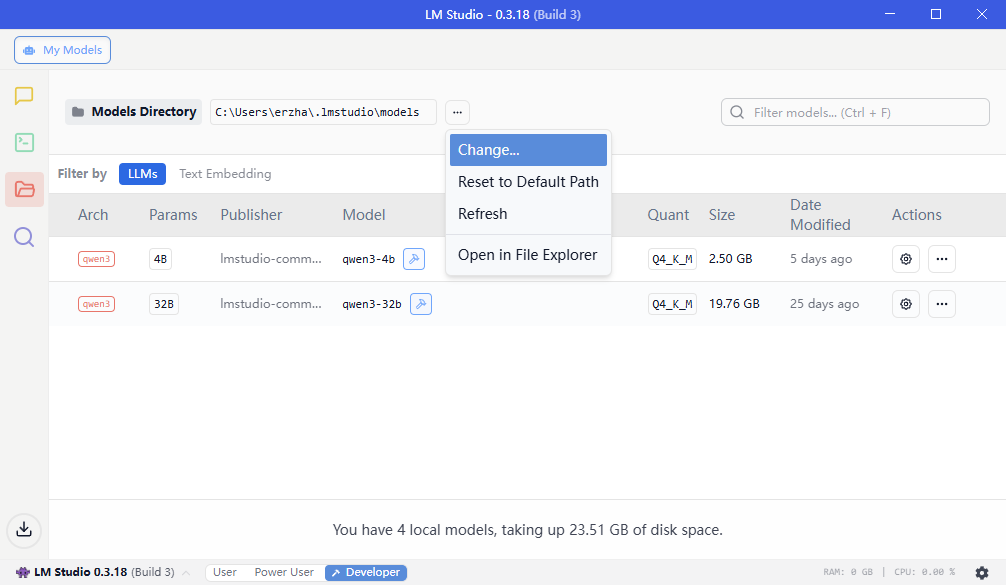 LM Studio - 0.3.18 (Build 3)
My Models
Models Directory C:\Users\erzha\.lmstudio\models ... Filter models... (Ctrl + F)
Change...
Reset to Default Path
Refresh
Open in File Explorer
Filter by LLMs Text Embedding
Arch Params Publisher Model Quant Size Date Modified Actions
qwen3 4B lmstudio-comm... qwen3-4b Q4_K_M 2.50 GB 5 days ago ...
qwen3 32B lmstudio-comm... qwen3-32b Q4_K_M 19.76 GB 25 days ago ...
You have 4 local models, taking up 23.51 GB of disk space.
LM Studio 0.3.18 (Build 3) User Power User Developer RAM: 0 GB | CPU: 0.00 %